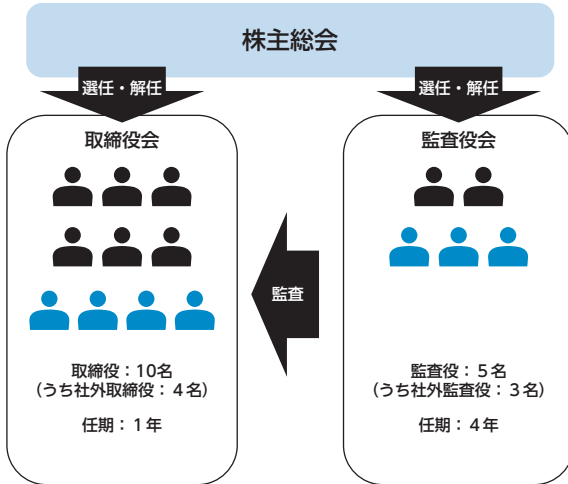 株主総会
選任・解任
選任・解任
取締役会
監査役会
監査
取締役：10名
（うち社外取締役：４名）
任期：１年
監査役：５名
（うち社外監査役：３名）
任期：４年